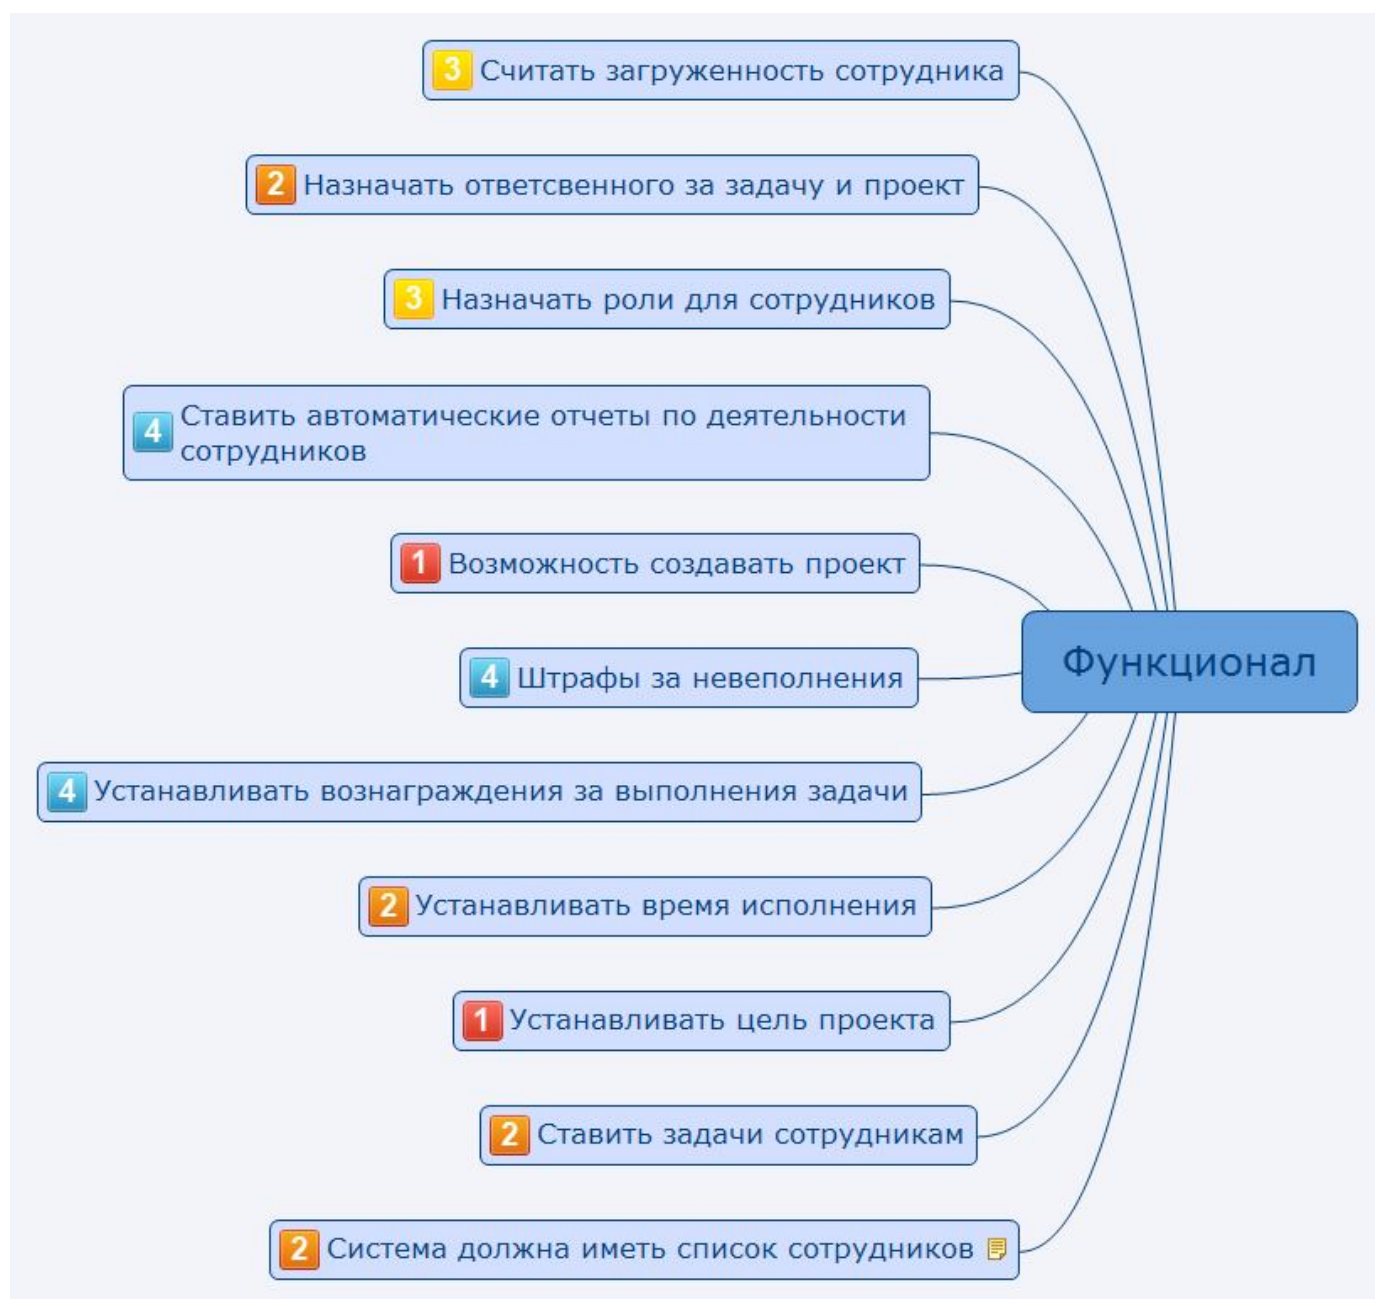 3 Считать загруженность сотрудника
2 Назначать ответсвенного за задачу и проект
3 Назначать роли для сотрудников
4 Ставить автоматические отчеты по деятельности
сотрудников
1 Возможность создавать проект
Функционал
4 Штрафы за невеполнения
4 Устанавливать вознаграждения за выполнения задачи
2 Устанавливать время исполнения
1 Устанавливать цель проекта
2 Ставить задачи сотрудникам
2 Система должна иметь список сотрудников